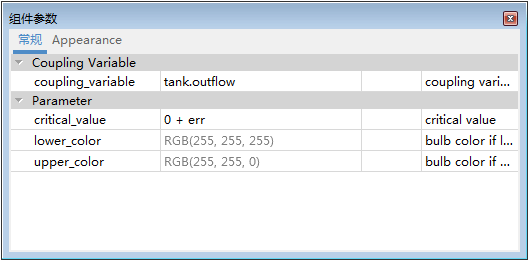 组件参数
常规 Appearance
Coupling Variable
coupling_variable tank.outflow coupling vari...
Parameter
critical_value 0 + err critical value
lower_color RGB(255, 255, 255) bulb color if l...
upper_color RGB(255, 255, 0) bulb color if ...